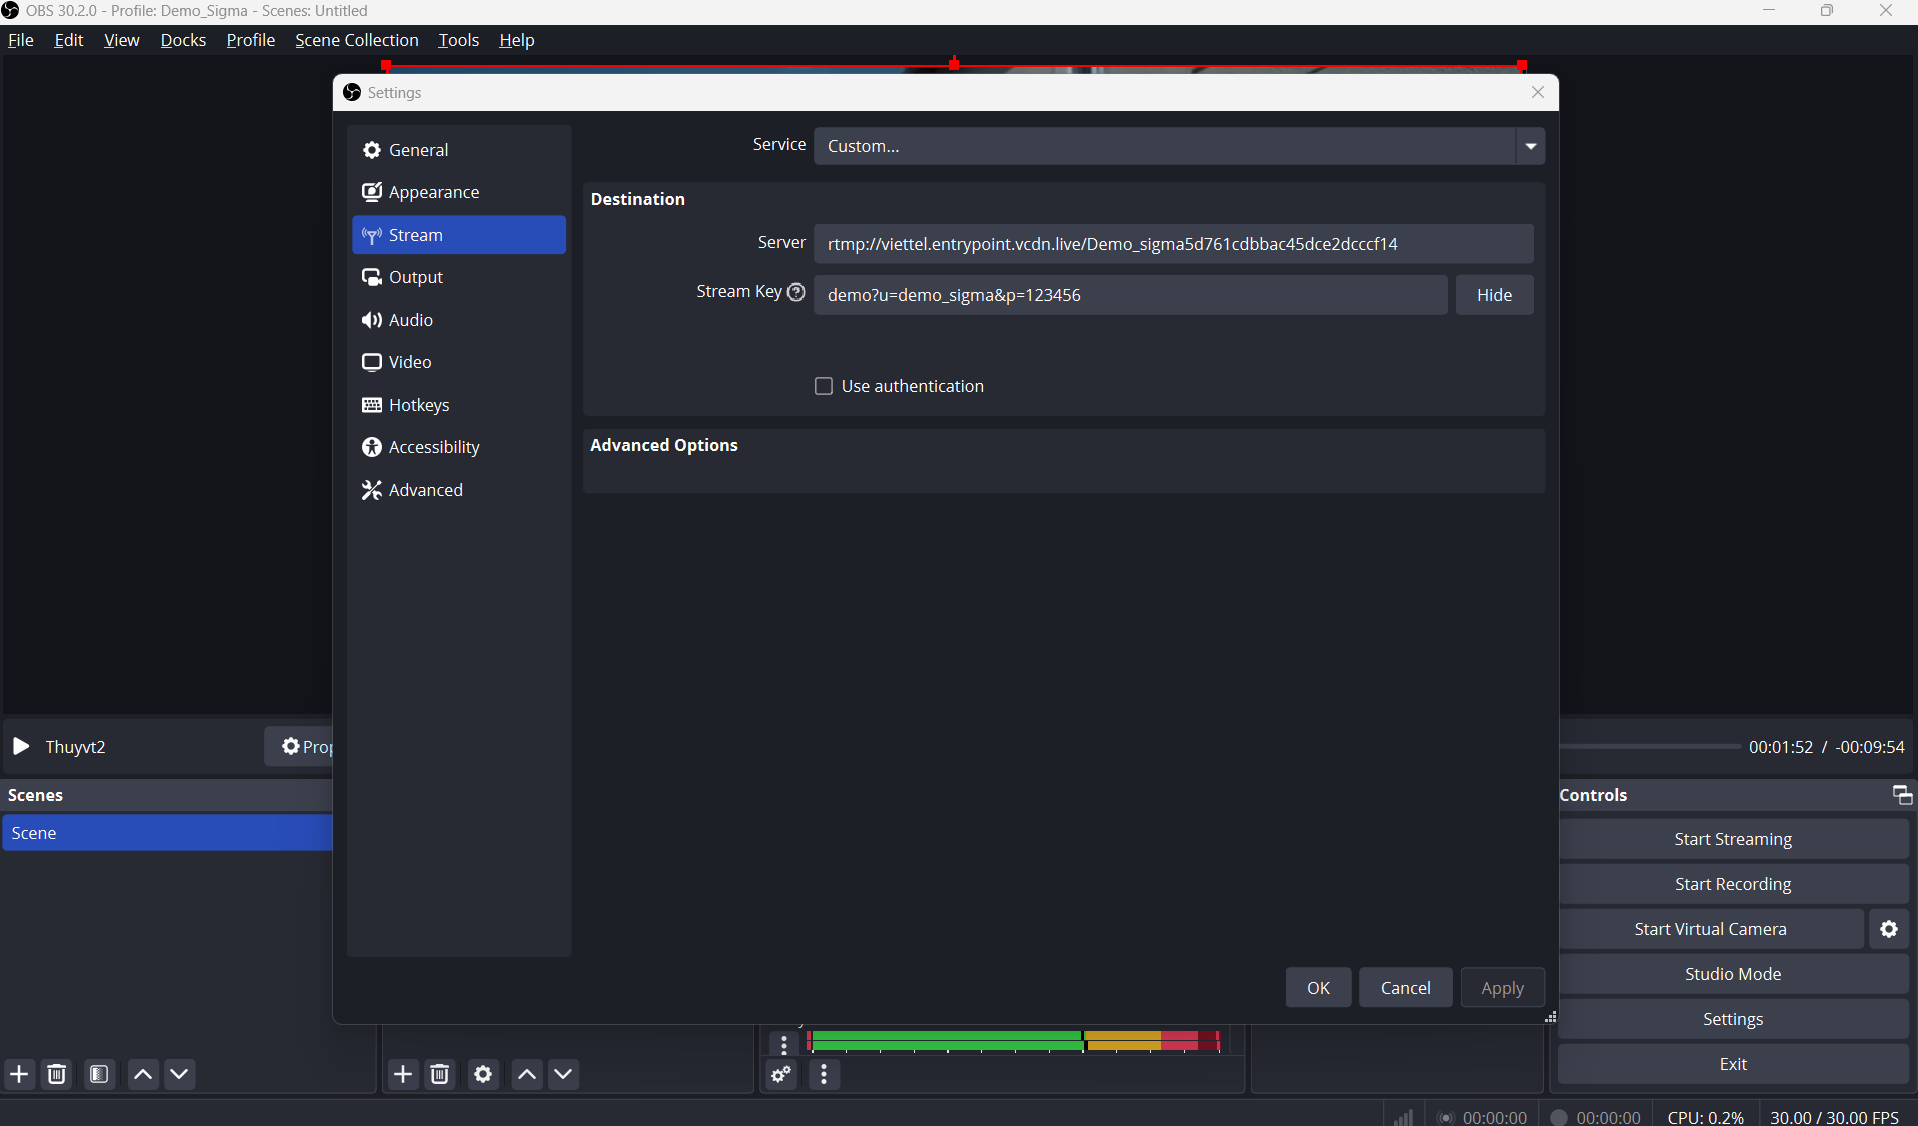 OBS 30.2.0 - Profile: Demo_Sigma - Scenes: Untitled
File Edit View Docks Profile Scene Collection Tools Help
Settings
General
Appearance
Stream
Output
Audio
Video
Hotkeys
Accessibility
Advanced
Service Custom...
Destination
Server rtmp://viettel.entrypoint.vcdn.live/Demo_sigma5d761cdbbac45dce2dcccf14
Stream Key demo?u=demo_sigma&p=123456 Hide
Use authentication
Advanced Options
OK Cancel Apply
Thuyvt2 Prop 00:01:52 / -00:09:54
Scenes
Scene
Controls
Start Streaming
Start Recording
Start Virtual Camera
Studio Mode
Settings
Exit
00:00:00 00:00:00 CPU: 0.2% 30.00 / 30.00 FPS